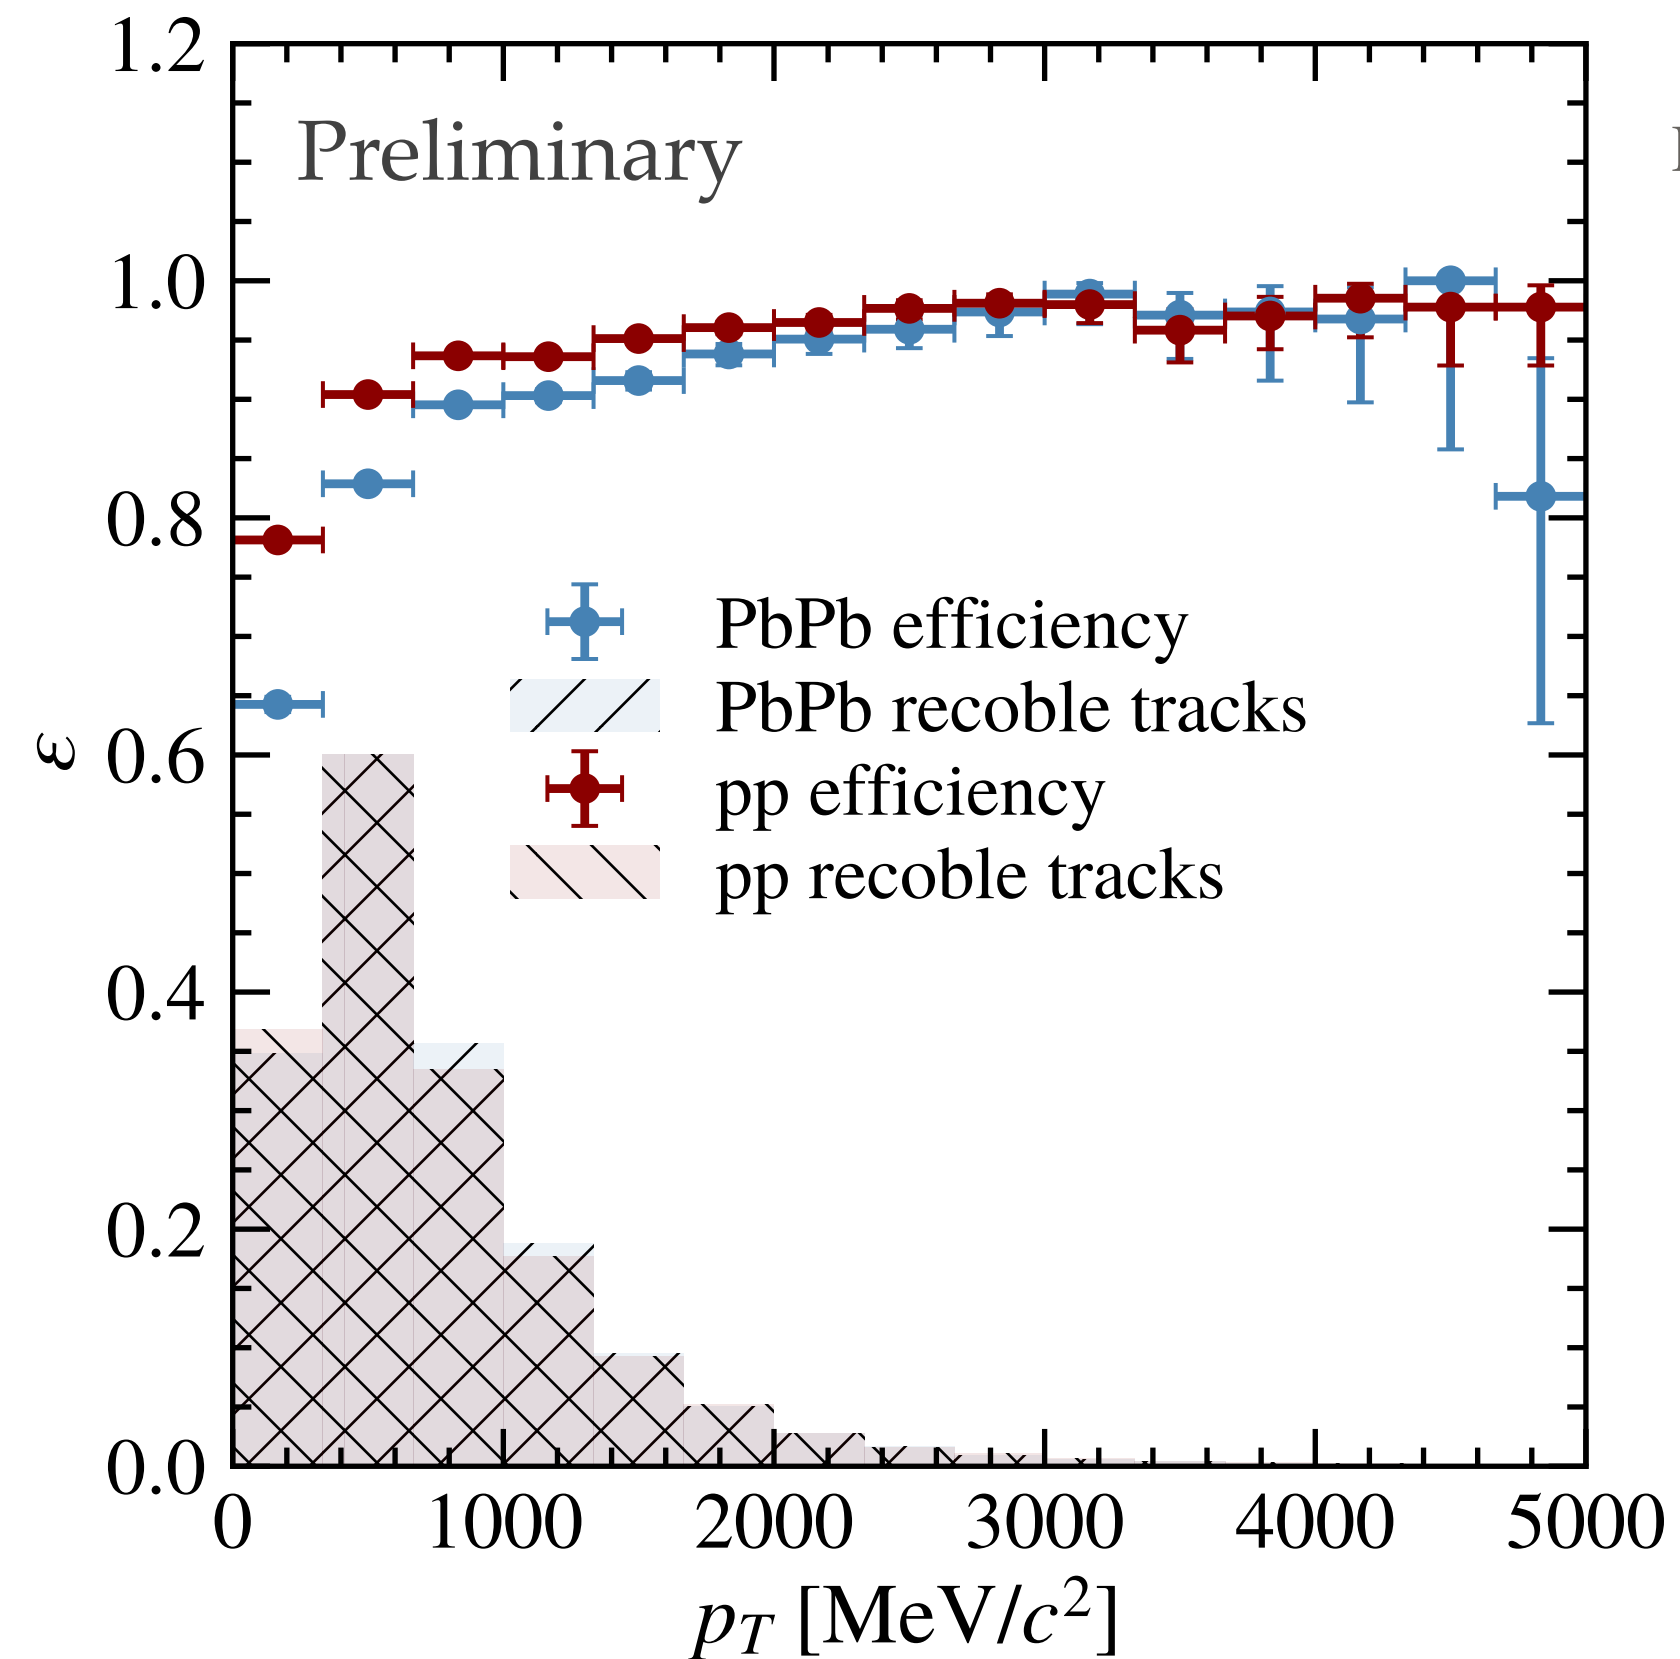 Preliminary
1.2
1.0
0.8
0.6
0.4
0.2
0.0
ε
PbPb efficiency
PbPb recoble tracks
pp efficiency
pp recoble tracks
0 1000 2000 3000 4000 5000
p_T [MeV/c²]